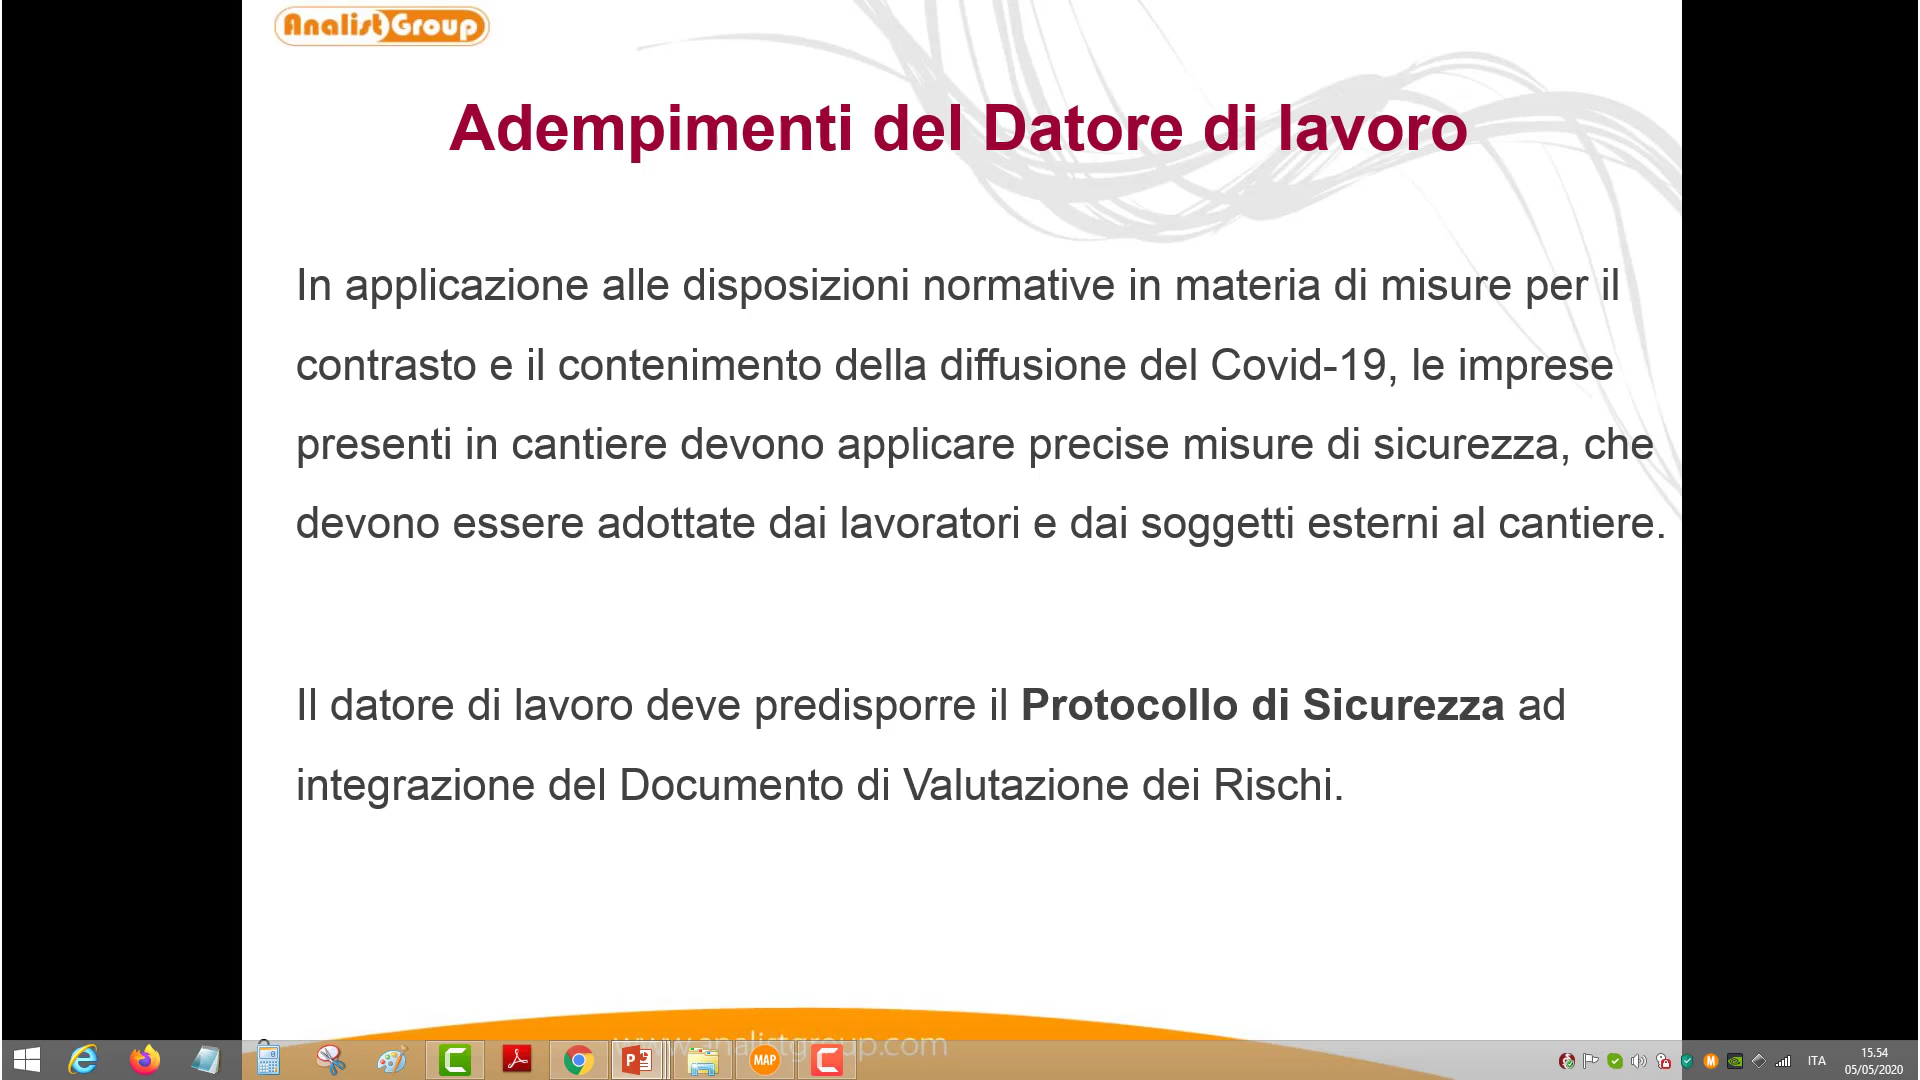 AnalistGroup
Adempimenti del Datore di lavoro
In applicazione alle disposizioni normative in materia di misure per il
contrasto e il contenimento della diffusione del Covid-19, le imprese
presenti in cantiere devono applicare precise misure di sicurezza, che
devono essere adottate dai lavoratori e dai soggetti esterni al cantiere.
Il datore di lavoro deve predisporre il Protocollo di Sicurezza ad
integrazione del Documento di Valutazione dei Rischi.
www.analistgroup.com
MAP
ITA
15.54
05/05/2020